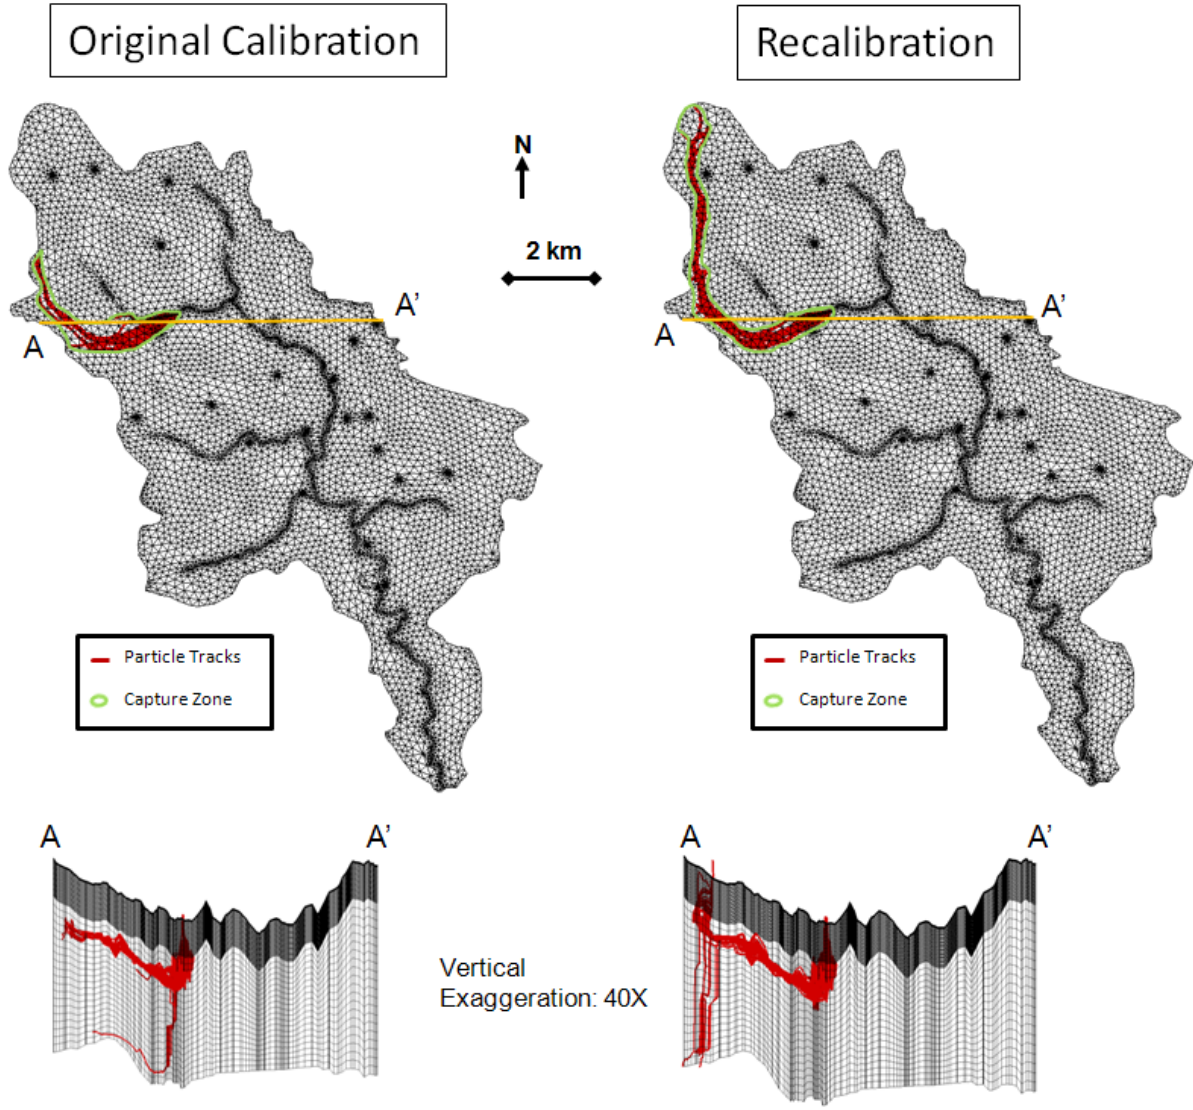 Original Calibration
Recalibration
N
2 km
A
A'
A
A'
Particle Tracks
Capture Zone
Particle Tracks
Capture Zone
A
A'
A
A'
Vertical
Exaggeration: 40X